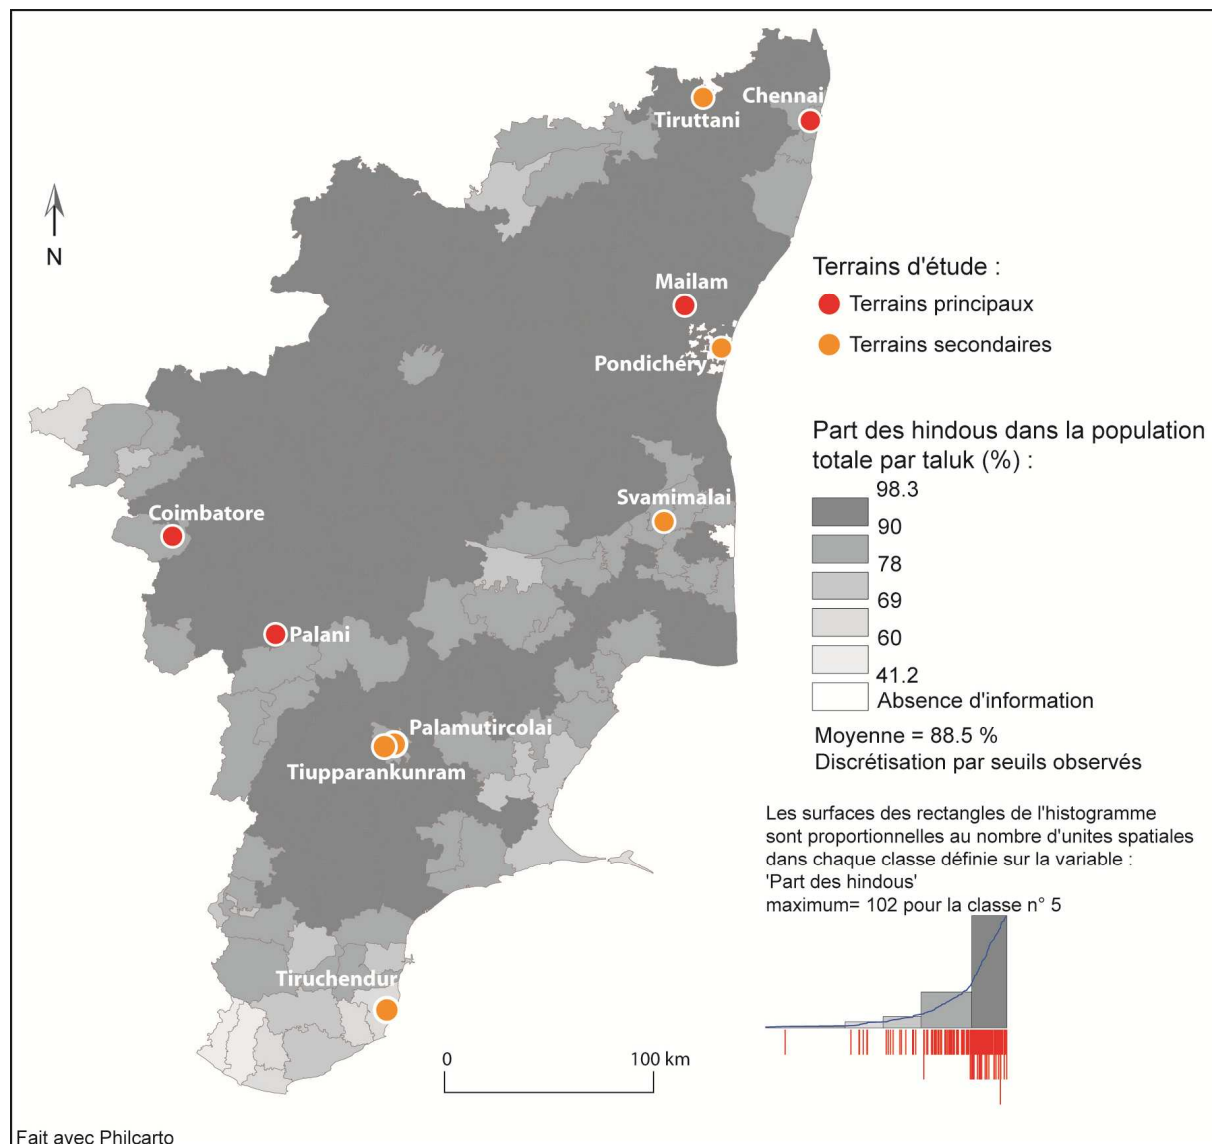 Chennai
Tiruttani
N
Mailam
Pondichéry
Svamimalai
Coimbatore
Palani
Palamutircolai
Tiupparankunram
Tiruchendur
0 100 km
Terrains d'étude :
Terrains principaux
Terrains secondaires
Part des hindous dans la population
totale par taluk (%) :
98.3
90
78
69
60
41.2
Absence d'information
Moyenne = 88.5 %
Discrétisation par seuils observés
Les surfaces des rectangles de l'histogramme
sont proportionnelles au nombre d'unites spatiales
dans chaque classe définie sur la variable :
'Part des hindous'
maximum= 102 pour la classe n° 5
Fait avec Philcarto